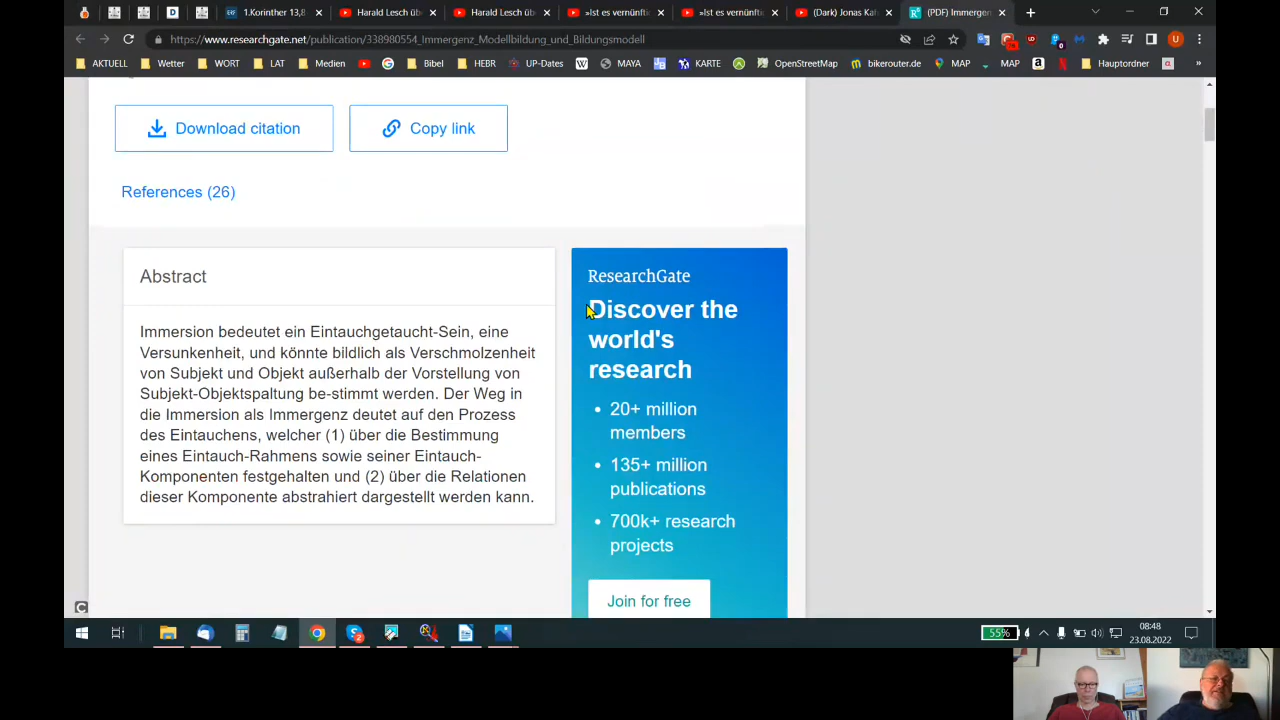 1.Korinther 13,8
Harald Lesch üb
Harald Lesch üb
»Ist es vernünfti
»Ist es vernünfti
(Dark) Jonas Kah
(PDF) Immergen
https://www.researchgate.net/publication/338980554_Immergenz_Modellbildung_und_Bildungsmodell
AKTUELL
Wetter
WORT
LAT
Medien
Bibel
HEBR
UP-Dates
MAYA
KARTE
OpenStreetMap
bikerouter.de
MAP
MAP
Hauptordner
Download citation
Copy link
References (26)
Abstract
Immersion bedeutet ein Eintauchgetaucht-Sein, eine
Versunkenheit, und könnte bildlich als Verschmolzenheit
von Subjekt und Objekt außerhalb der Vorstellung von
Subjekt-Objektspaltung be-stimmt werden. Der Weg in
die Immersion als Immergenz deutet auf den Prozess
des Eintauchens, welcher (1) über die Bestimmung
eines Eintauch-Rahmens sowie seiner Eintauch-
Komponenten festgehalten und (2) über die Relationen
dieser Komponente abstrahiert dargestellt werden kann.
ResearchGate
Discover the
world's
research
• 20+ million
members
• 135+ million
publications
• 700k+ research
projects
Join for free
55%
08:48
23.08.2022